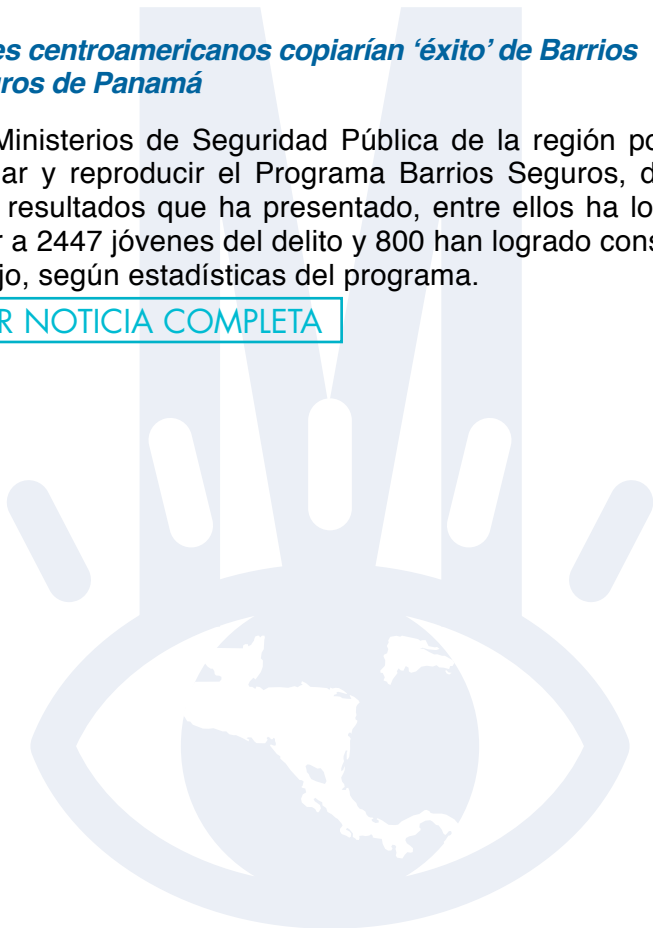 es centroamericanos copiarían ‘éxito’ de Barrios
uros de Panamá
Ministerios de Seguridad Pública de la región po
ar y reproducir el Programa Barrios Seguros, d
resultados que ha presentado, entre ellos ha lo
r a 2447 jóvenes del delito y 800 han logrado cons
jo, según estadísticas del programa.
R NOTICIA COMPLETA